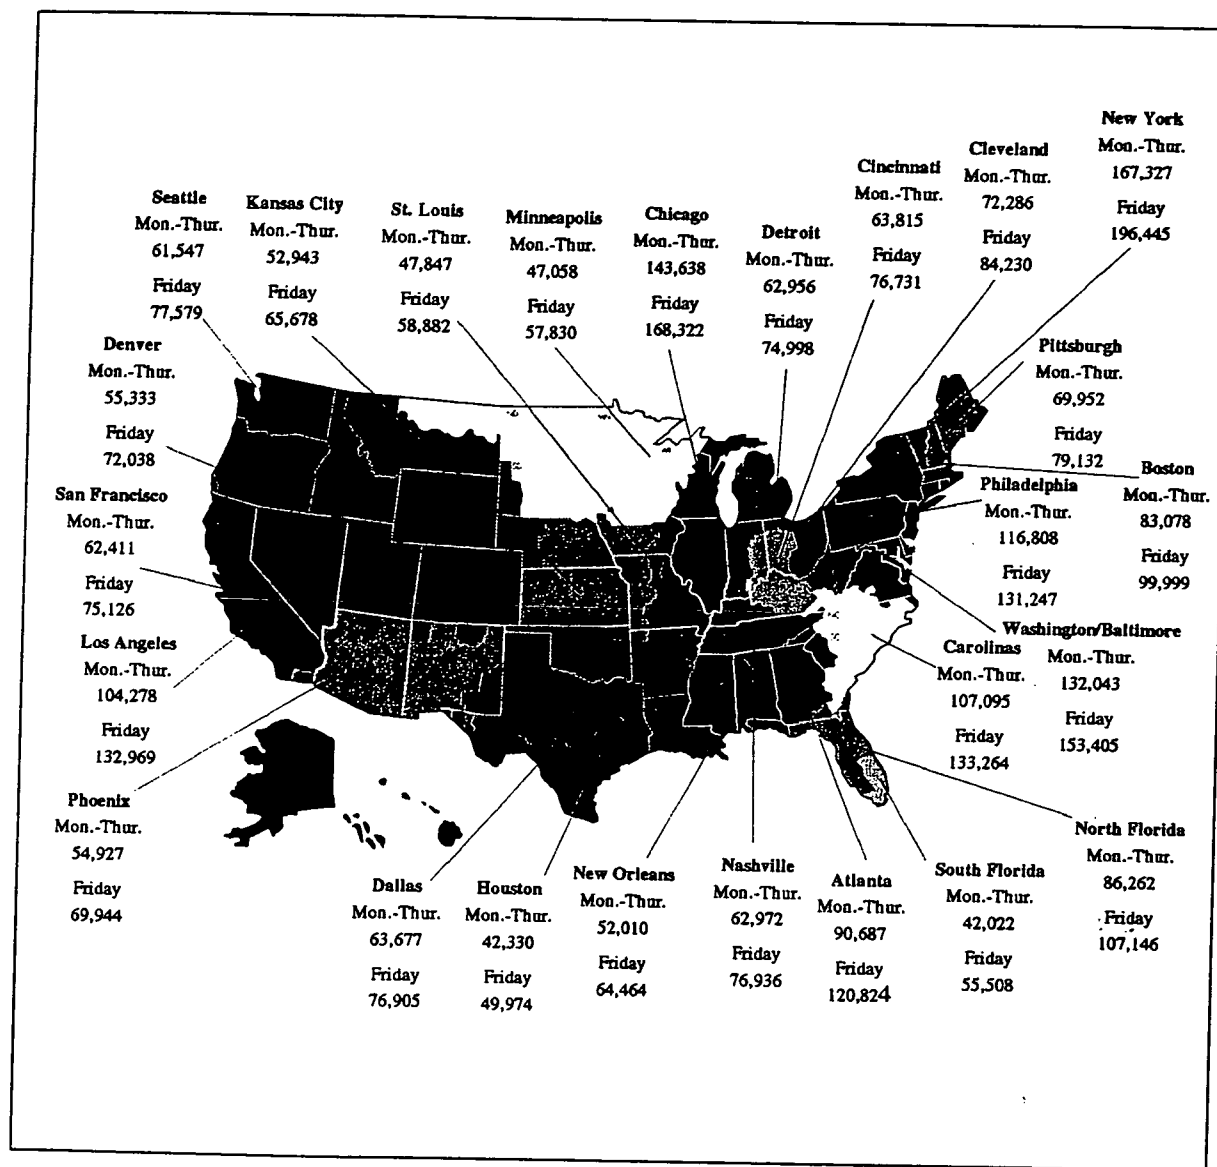 New York
Mon.-Thur.
167,327
Friday
196,445
Cleveland
Mon.-Thur.
72,286
Friday
84,230
Cincinnati
Mon.-Thur.
63,815
Friday
76,731
Seattle
Mon.-Thur.
61,547
Friday
77,579
Kansas City
Mon.-Thur.
52,943
Friday
65,678
St. Louis
Mon.-Thur.
47,847
Friday
58,882
Minneapolis
Mon.-Thur.
47,058
Friday
57,830
Chicago
Mon.-Thur.
143,638
Friday
168,322
Detroit
Mon.-Thur.
62,956
Friday
74,998
Denver
Mon.-Thur.
55,333
Friday
72,038
Pittsburgh
Mon.-Thur.
69,952
Friday
79,132
Boston
Mon.-Thur.
83,078
Friday
99,999
Philadelphia
Mon.-Thur.
116,808
Friday
131,247
San Francisco
Mon.-Thur.
62,411
Friday
75,126
Washington/Baltimore
Mon.-Thur.
132,043
Friday
153,405
Carolinas
Mon.-Thur.
107,095
Friday
133,264
Los Angeles
Mon.-Thur.
104,278
Friday
132,969
Phoenix
Mon.-Thur.
54,927
Friday
69,944
North Florida
Mon.-Thur.
86,262
Friday
107,146
Dallas
Mon.-Thur.
63,677
Friday
76,905
Houston
Mon.-Thur.
42,330
Friday
49,974
New Orleans
Mon.-Thur.
52,010
Friday
64,464
Nashville
Mon.-Thur.
62,972
Friday
76,936
Atlanta
Mon.-Thur.
90,687
Friday
120,824
South Florida
Mon.-Thur.
42,022
Friday
55,508